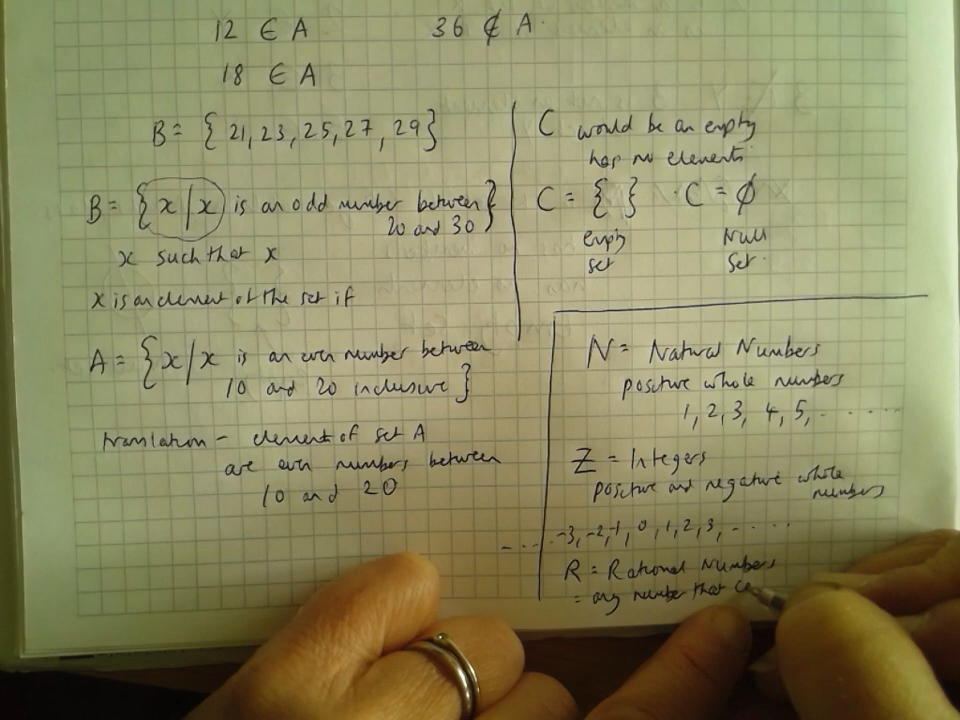 12 ∈ A
36 ∉ A.
18 ∈ A
B = { 21, 23, 25, 27, 29 }
B = { x / x is an odd number between
20 and 30 }
x such that x
x is an element of the set if
A = { x / x is an even number between
10 and 20 inclusive }
translation – element of set A
are even numbers between
10 and 20
C would be an empty
has no elements
C = { } · C = ∅
empty
set
Null
set.
N = Natural Numbers
positive whole numbers
1, 2, 3, 4, 5, . . . . . .
Z = Integers
positive and negative whole
numbers
- - . . . . -3, -2, -1, 0, 1, 2, 3, - . . . .
R = Rational Numbers
= any number that ca